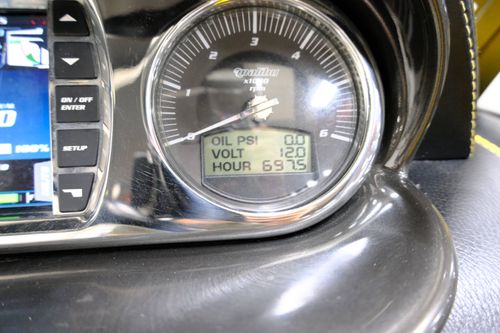 ON / OFF
ENTER
SETUP
100%
0
1
2
3
4
5
6
malibu
x1000
rpm
OIL PSI 0.0
VOLT 12.0
HOUR 697.5